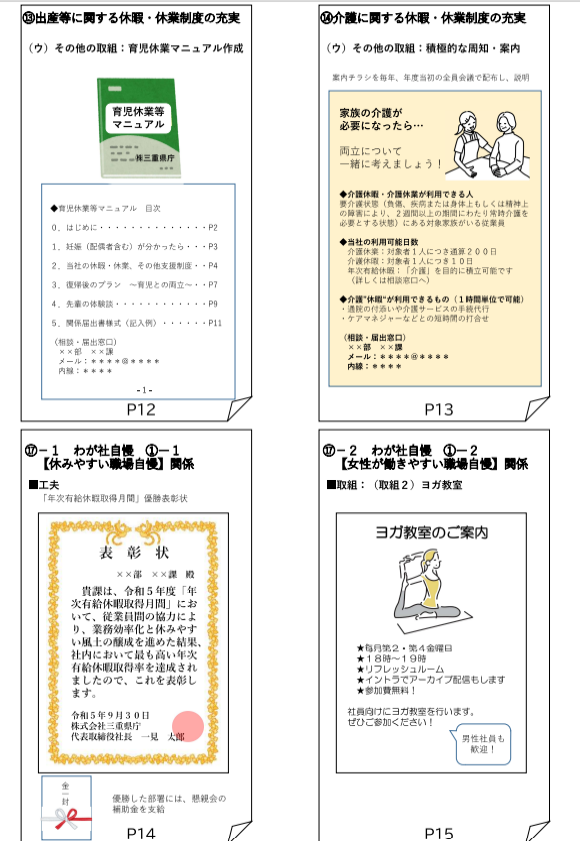 ⑬出産等に関する休暇・休業制度の充実
（ウ）その他の取組：育児休業マニュアル作成
育児休業等
マニュアル
㈱三重県庁
◆育児休業等マニュアル　目次
0．はじめに・・・・・・・・・・・・・・P2
1．妊娠（配偶者含む）が分かったら・・・P3
2．当社の休暇・休業、その他支援制度・・P4
3．復帰後のプラン　～育児との両立～・・P7
4．先輩の体験談・・・・・・・・・・・・P9
5．関係届出書様式（記入例）・・・・・・P11
（相談・届出窓口）
××部　××課
メール：＊＊＊＊@＊＊＊＊
内線：＊＊＊＊
-1-
P12
⑭介護に関する休暇・休業制度の充実
（ウ）その他の取組：積極的な周知・案内
案内チラシを毎年、年度当初の全員会議で配布し、説明
家族の介護が
必要になったら…
両立について
一緒に考えましょう！
◆介護休暇・介護休業が利用できる人
要介護状態（負傷、疾病または身体上もしくは精神上
の障害により、２週間以上の期間にわたり常時介護を
必要とする状態）にある対象家族がいる従業員
◆当社の利用可能日数
介護休業：対象者１人につき通算２００日
介護休暇：対象者１人につき１０日
年次有給休暇：「介護」を目的に積立可能です
（詳しくは相談窓口へ）
◆介護"休暇"が利用できるもの（１時間単位で可能）
・通院の付添いや介護サービスの手続代行
・ケアマネジャーなどとの短時間の打合せ
（相談・届出窓口）
××部　××課
メール：＊＊＊＊@＊＊＊＊
内線：＊＊＊＊
P13
⑰－１　わが社自慢　①－１
【休みやすい職場自慢】関係
■工夫
「年次有給休暇取得月間」優勝表彰状
表　彰　状
××部　××課　殿
貴課は、令和５年度「年
次有給休暇取得月間」にお
いて、従業員間の協力によ
り、業務効率化と休みやす
い風土の醸成を進めた結果、
社内において最も高い年次
有給休暇取得率を達成され
ましたので、これを表彰し
ます。
令和５年９月３０日
株式会社三重県庁
代表取締役社長　一見　太郎
金
一
封
優勝した部署には、懇親会の
補助金を支給
P14
⑰－２　わが社自慢　①－２
【女性が働きやすい職場自慢】関係
■取組：（取組２）ヨガ教室
ヨガ教室のご案内
★毎月第２・第４金曜日
★１８時～１９時
★リフレッシュルーム
★イントラでアーカイブ配信もします
★参加費無料！
社員向けにヨガ教室を行います。
ぜひご参加ください！
男性社員も
歓迎！
P15